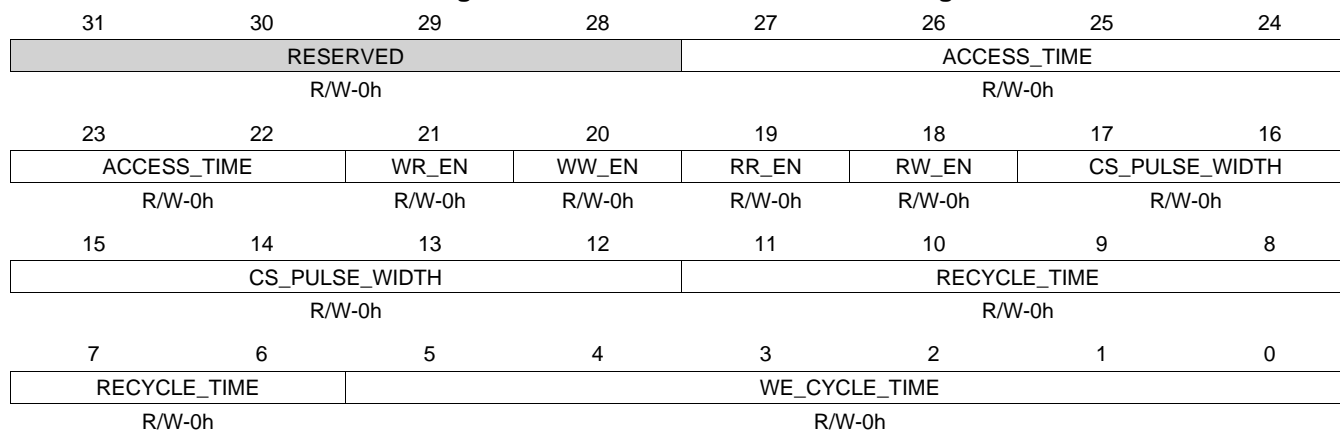 31 30 29 28 27 26 25 24
RESERVED ACCESS_TIME
R/W-0h R/W-0h
23 22 21 20 19 18 17 16
ACCESS_TIME WR_EN WW_EN RR_EN RW_EN CS_PULSE_WIDTH
R/W-0h R/W-0h R/W-0h R/W-0h R/W-0h R/W-0h
15 14 13 12 11 10 9 8
CS_PULSE_WIDTH RECYCLE_TIME
R/W-0h R/W-0h
7 6 5 4 3 2 1 0
RECYCLE_TIME WE_CYCLE_TIME
R/W-0h R/W-0h